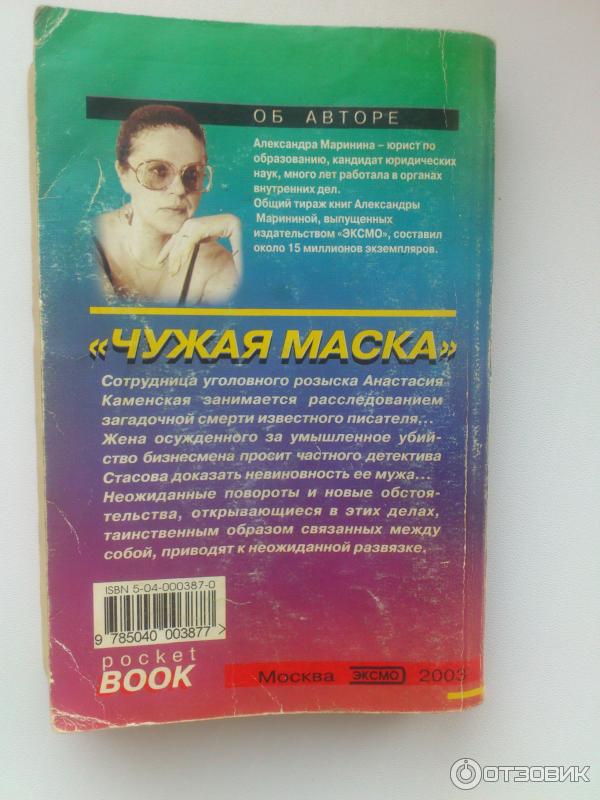 ОБ АВТОРЕ
Александра Маринина – юрист по
образованию, кандидат юридических
наук, много лет работала в органах
внутренних дел.
Общий тираж книг Александры
Марининой, выпущенных
издательством «ЭКСМО», составил
около 15 миллионов экземпляров.
«ЧУЖАЯ МАСКА»
Сотрудница уголовного розыска Анастасия
Каменская занимается расследованием
загадочной смерти известного писателя...
Жена осужденного за умышленное убий-
ство бизнесмена просит частного детектива
Стасова доказать невиновность ее мужа...
Неожиданные повороты и новые обстоя-
тельства, открывающиеся в этих делах,
таинственным образом связанных между
собой, приводят к неожиданной развязке.
ISBN 5-04-000387-0
9 785040 003877 >
pocket
BOOK
Москва ЭКСМО 2003
ОТЗОВИК